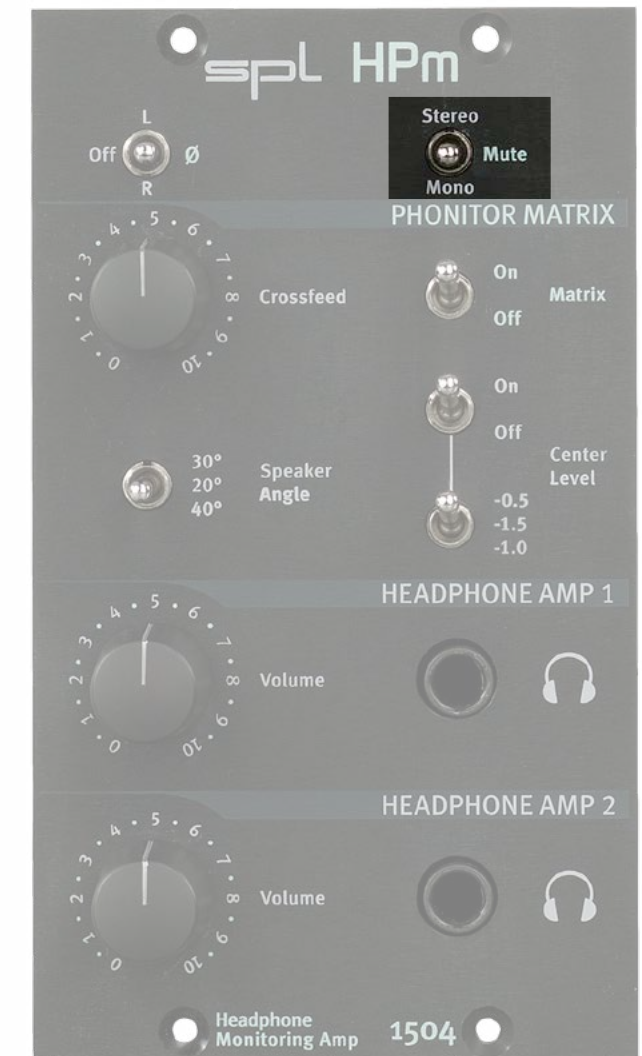 spl HPm
L
Off Ø
R
Stereo
Mute
Mono
PHONITOR MATRIX
0 1 2 3 4 5 6 7 8 9 10
Crossfeed
On
Off
Matrix
On
Off
Center
Level
-0.5
-1.5
-1.0
30°
20°
40°
Speaker
Angle
HEADPHONE AMP 1
0 1 2 3 4 5 6 7 8 9 10
Volume
HEADPHONE AMP 2
0 1 2 3 4 5 6 7 8 9 10
Volume
Headphone
Monitoring Amp
1504